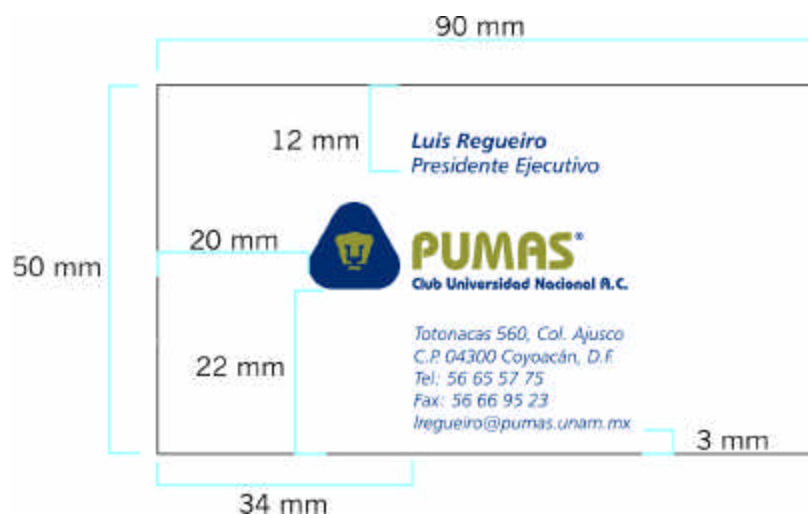 90 mm
12 mm
Luis Regueiro
Presidente Ejecutivo
20 mm
PUMAS®
50 mm
Club Universidad Nacional A.C.
Totonacas 560, Col. Ajusco
22 mm
C.P. 04300 Coyoacán, D.F.
Tel: 56 65 57 75
Fax: 56 66 95 23
lregueiro@pumas.unam.mx
3 mm
34 mm